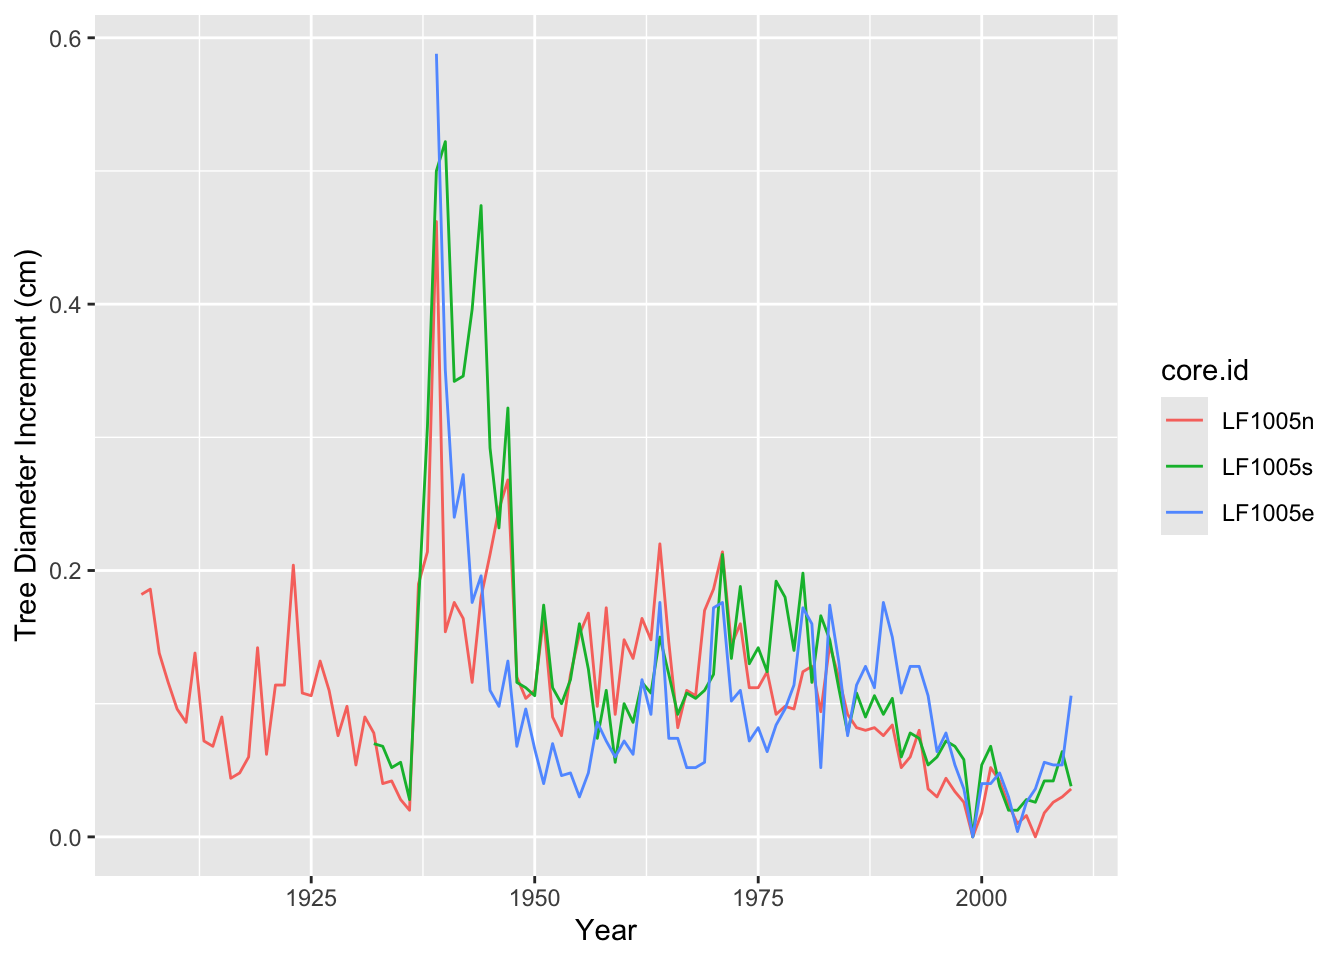 0.6
0.4
0.2
0.0
Tree Diameter Increment (cm)
1925
1950
1975
2000
Year
core.id
LF1005n
LF1005s
LF1005e